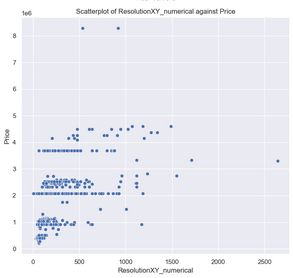 1e6
Scatterplot of ResolutionXY_numerical against Price
8
7
6
5
Price
4
3
2
1
0
0 500 1000 1500 2000 2500
ResolutionXY_numerical